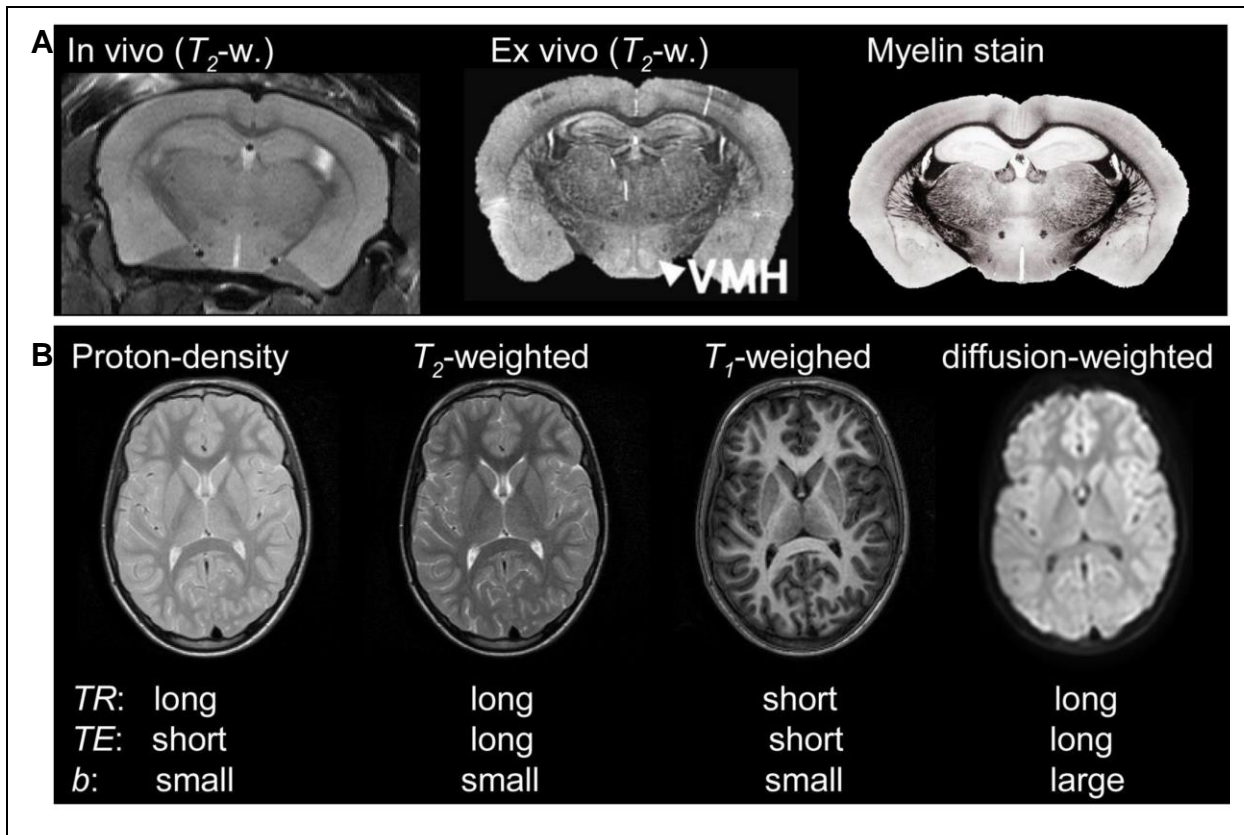 A
In vivo (T2-w.) Ex vivo (T2-w.) Myelin stain
VMH
B
Proton-density T2-weighted T1-weighed diffusion-weighted
TR: long long short long
TE: short long short long
b: small small small large